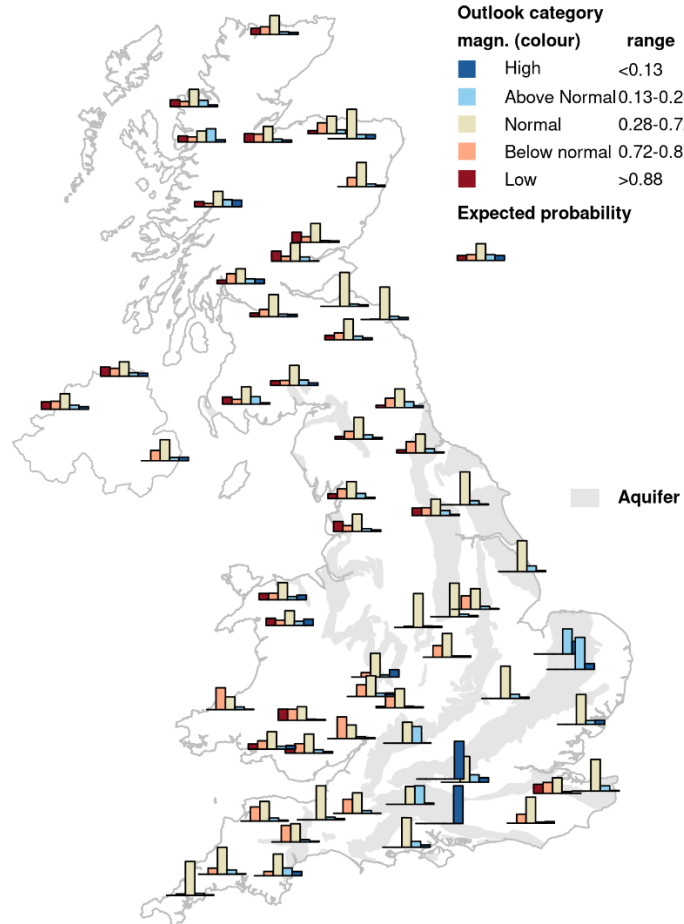 Outlook category
magn. (colour) range
High <0.13
Above Normal 0.13-0.2
Normal 0.28-0.7
Below normal 0.72-0.8
Low >0.88
Expected probability
Aquifer